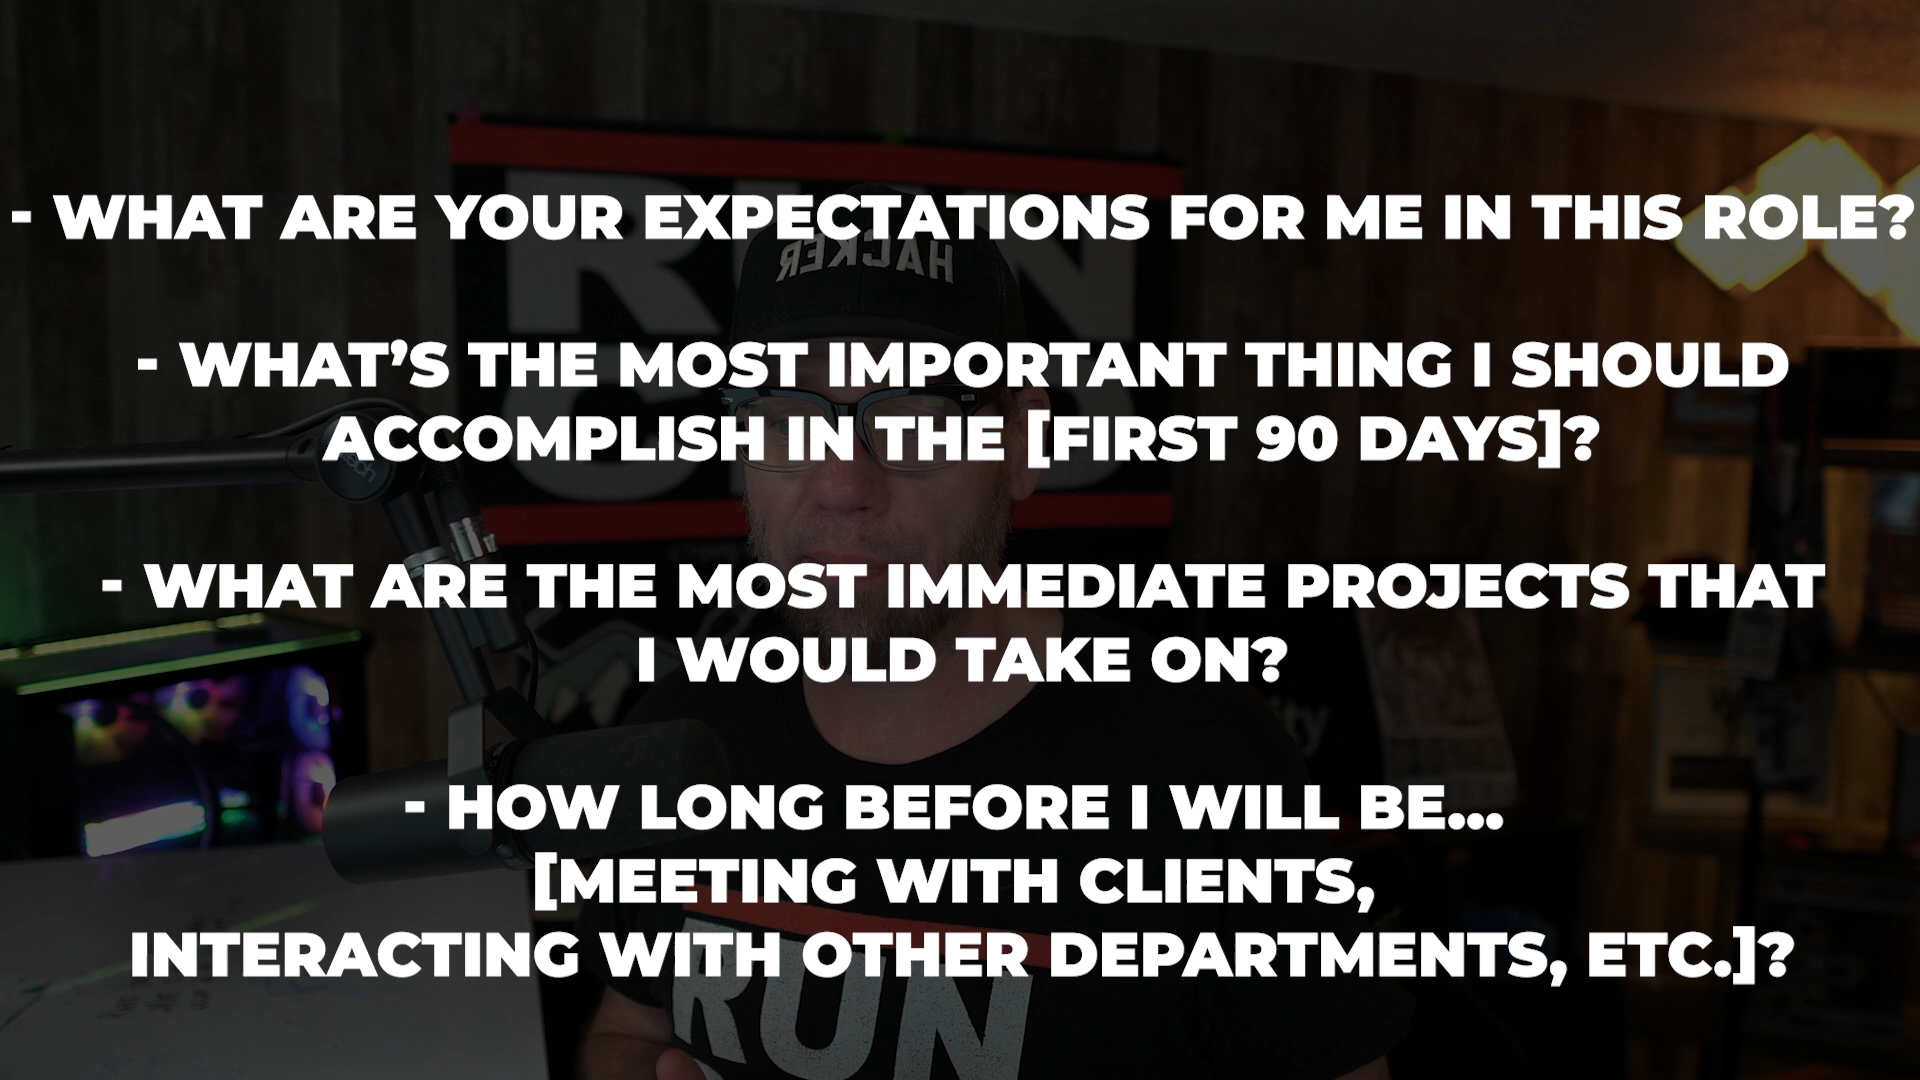 - WHAT ARE YOUR EXPECTATIONS FOR ME IN THIS ROLE?
HACKER
- WHAT’S THE MOST IMPORTANT THING I SHOULD
ACCOMPLISH IN THE [FIRST 90 DAYS]?
- WHAT ARE THE MOST IMMEDIATE PROJECTS THAT
I WOULD TAKE ON?
- HOW LONG BEFORE I WILL BE...
[MEETING WITH CLIENTS,
INTERACTING WITH OTHER DEPARTMENTS, ETC.]?
RUN